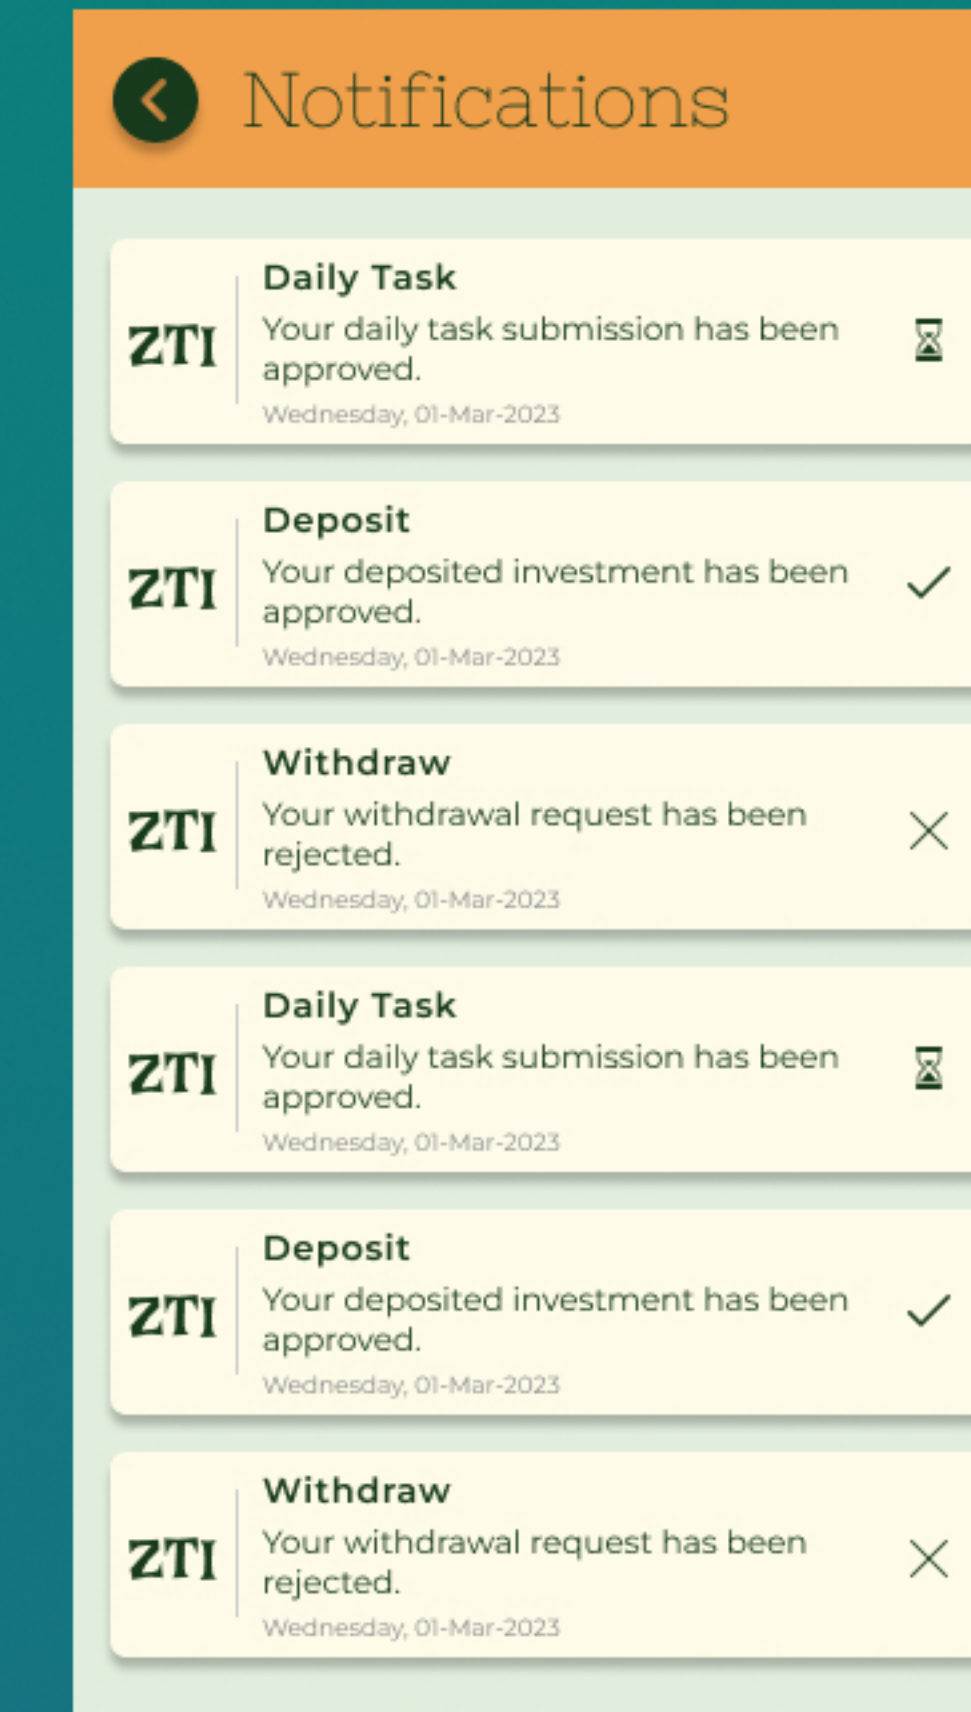 Notifications
Daily Task
ZTI
Your daily task submission has been
approved.
Wednesday, 01-Mar-2023
Deposit
ZTI
Your deposited investment has been
approved.
Wednesday, 01-Mar-2023
Withdraw
ZTI
Your withdrawal request has been
rejected.
Wednesday, 01-Mar-2023
Daily Task
ZTI
Your daily task submission has been
approved.
Wednesday, 01-Mar-2023
Deposit
ZTI
Your deposited investment has been
approved.
Wednesday, 01-Mar-2023
Withdraw
ZTI
Your withdrawal request has been
rejected.
Wednesday, 01-Mar-2023